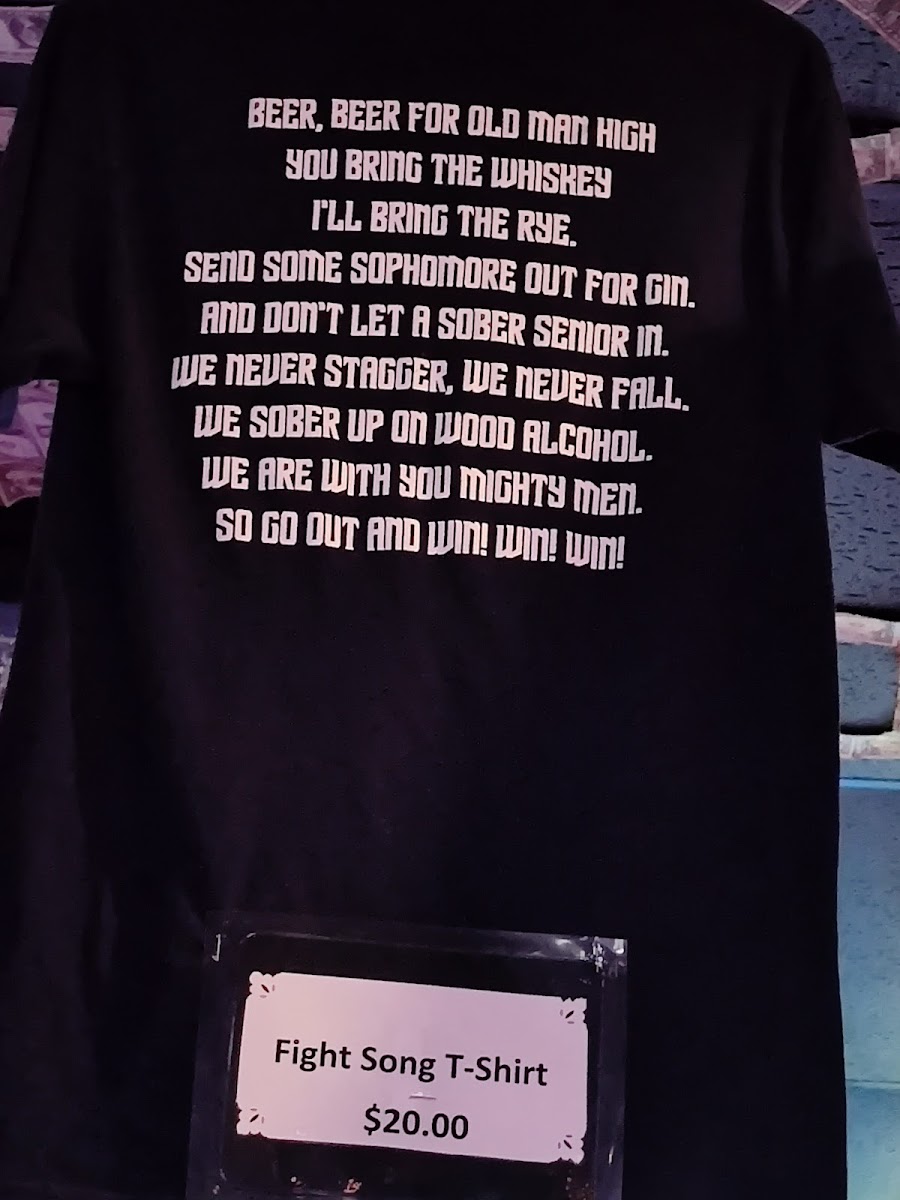 BEER, BEER FOR OLD MAN HIGH
YOU BRING THE WHISKEY
I'LL BRING THE RYE.
SEND SOME SOPHOMORE OUT FOR GIN.
AND DON'T LET A SOBER SENIOR IN.
WE NEVER STAGGER, WE NEVER FALL.
WE SOBER UP ON WOOD ALCOHOL.
WE ARE WITH YOU MIGHTY MEN.
SO GO OUT AND WIN! WIN! WIN!
Fight Song T-Shirt
$20.00